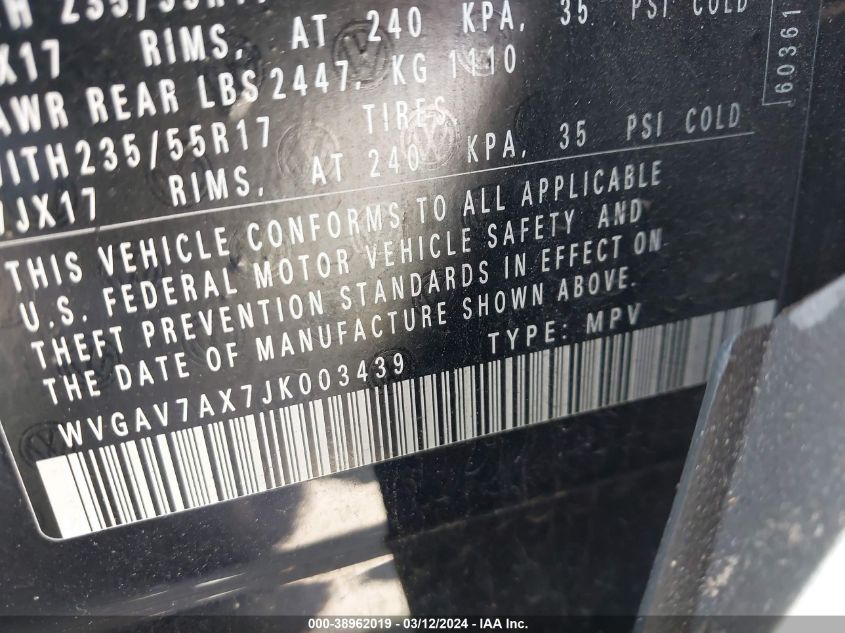 235/55R17
X17 RIMS, AT 240 KPA, 35 PSI COLD
AWR REAR LBS2447, KG 1110
WITH235/55R17 TIRES,
JX17 RIMS, AT 240 KPA, 35 PSI COLD
THIS VEHICLE CONFORMS TO ALL APPLICABLE
U.S. FEDERAL MOTOR VEHICLE SAFETY AND
THEFT PREVENTION STANDARDS IN EFFECT ON
THE DATE OF MANUFACTURE SHOWN ABOVE.
WVGAV7AX7JK003439 TYPE: MPV
60361
000-38962019 - 03/12/2024 - IAA Inc.